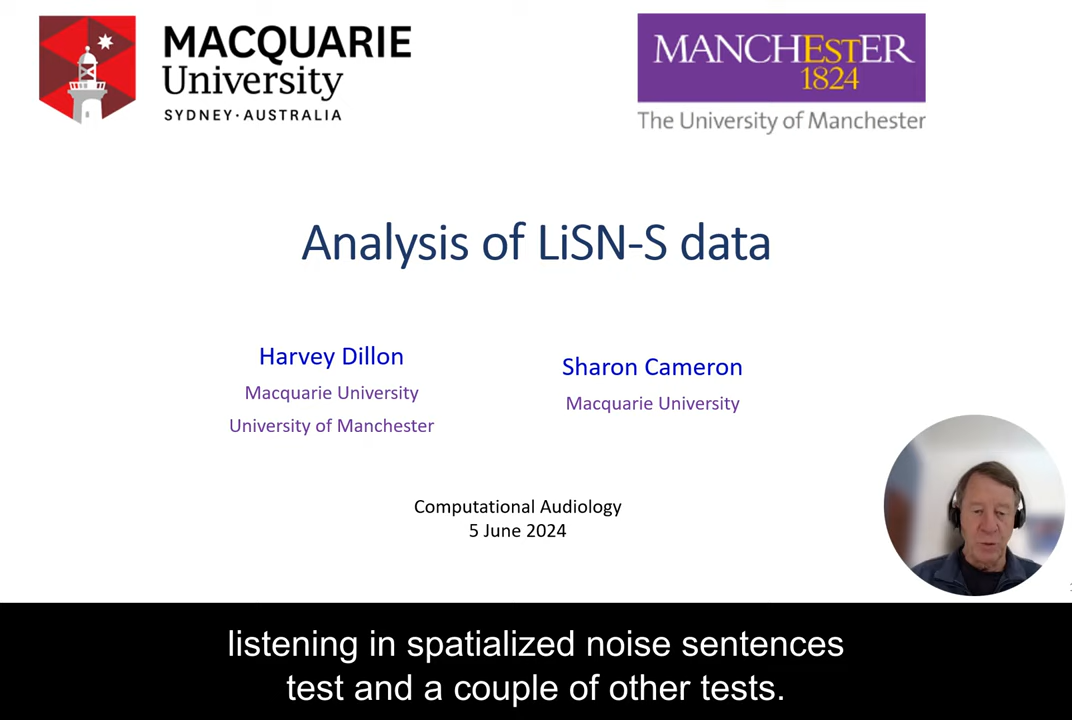 MACQUARIE
University
SYDNEY·AUSTRALIA
MANCHESTER
1824
The University of Manchester
Analysis of LiSN-S data
Harvey Dillon
Macquarie University
University of Manchester
Sharon Cameron
Macquarie University
Computational Audiology
5 June 2024
listening in spatialized noise sentences
test and a couple of other tests.